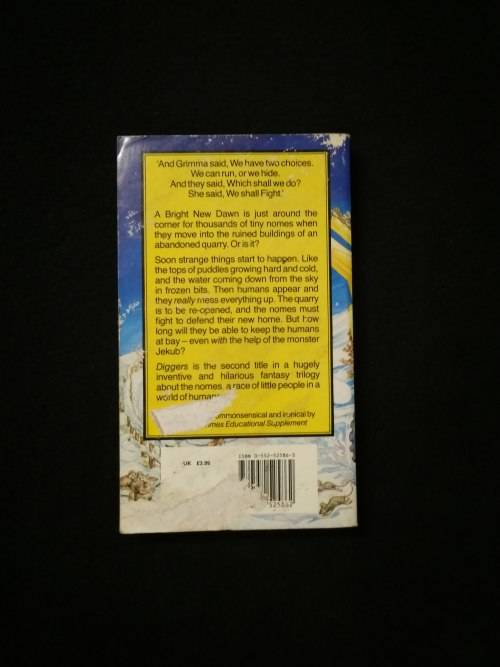 'And Grimma said, We have two choices.
We can run, or we hide.
And they said, Which shall we do?
She said, We shall Fight.'
A Bright New Dawn is just around the
corner for thousands of tiny nomes when
they move into the ruined buildings of an
abandoned quarry. Or is it?
Soon strange things start to happen. Like
the tops of puddles growing hard and cold,
and the water coming down from the sky
in frozen bits. Then humans appear and
they really mess everything up. The quarry
is to be re-opened, and the nomes must
fight to defend their new home. But how
long will they be able to keep the humans
at bay – even with the help of the monster
Jekub?
Diggers is the second title in a hugely
inventive and hilarious fantasy trilogy
about the nomes, a race of little people in a
world of
ommonsensical and ironical by
mes Educational Supplement
ISBN 0-552-52586-3
UK £3.99